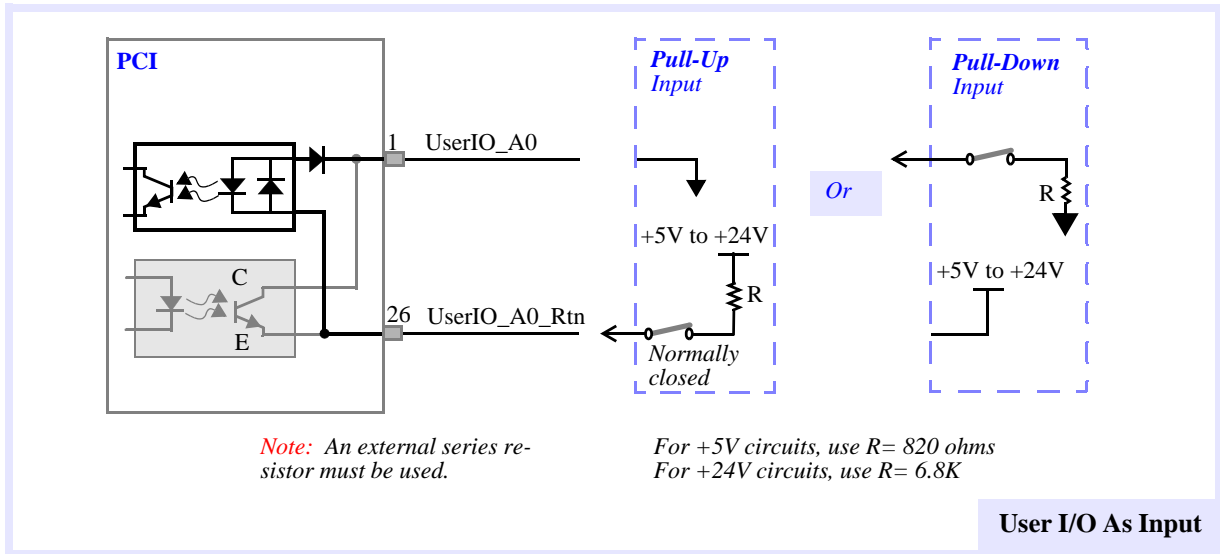 PCI
Pull-Up
Input
Pull-Down
Input
1
UserIO_A0
Or
R
+5V to +24V
+5V to +24V
C
R
26
UserIO_A0_Rtn
E
Normally
closed
Note: An external series re-
sistor must be used.
For +5V circuits, use R= 820 ohms
For +24V circuits, use R= 6.8K
User I/O As Input